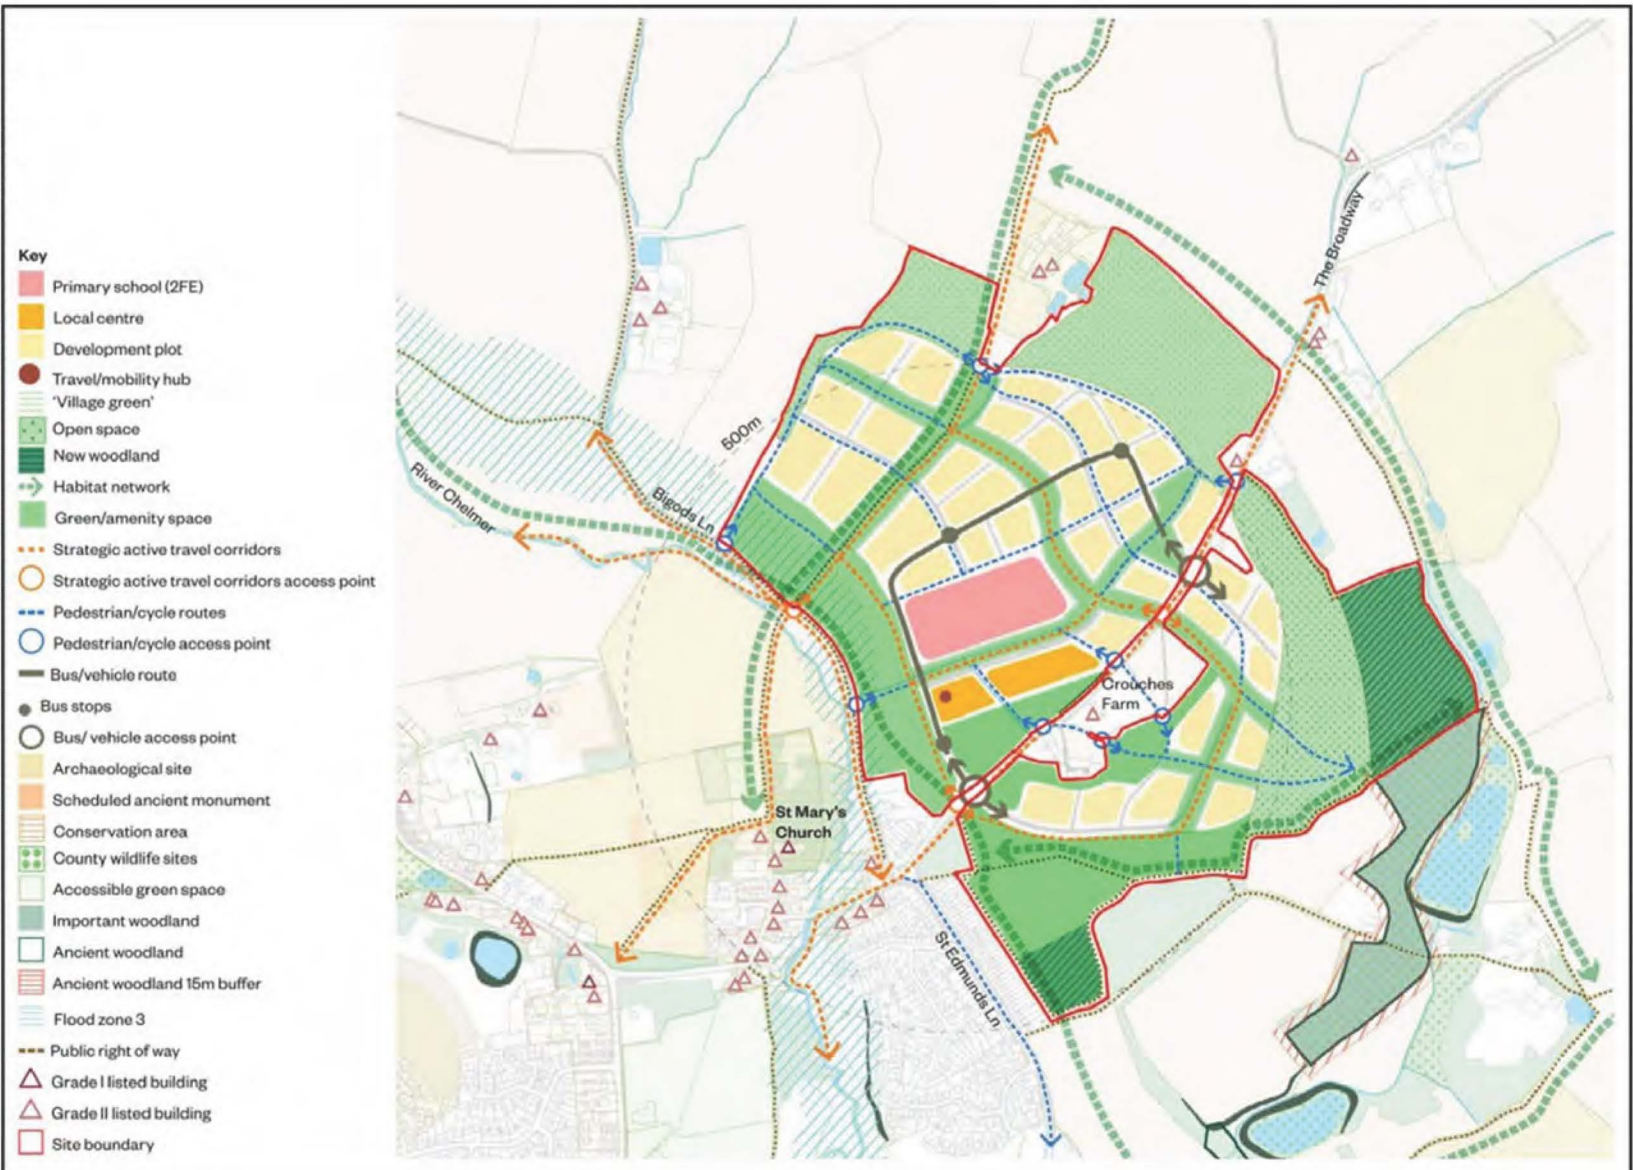 Key
Primary school (2FE)
Local centre
Development plot
Travel/mobility hub
'Village green'
Open space
New woodland
Habitat network
Green/amenity space
Strategic active travel corridors
Strategic active travel corridors access point
Pedestrian/cycle routes
Pedestrian/cycle access point
Bus/vehicle route
Bus stops
Bus/ vehicle access point
Archaeological site
Scheduled ancient monument
Conservation area
County wildlife sites
Accessible green space
Important woodland
Ancient woodland
Ancient woodland 15m buffer
Flood zone 3
Public right of way
Grade I listed building
Grade II listed building
Site boundary
The Broadway
500m
River Chelmer
Bigods Ln
Crouches
Farm
St Mary's
Church
St Edmunds Ln